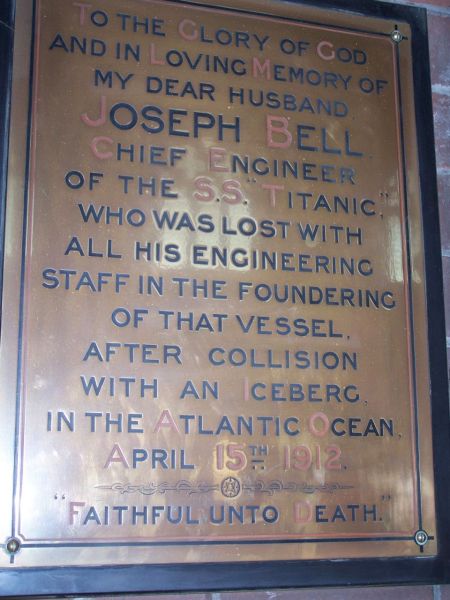 To the Glory of God
and in Loving Memory of
my dear husband,
Joseph Bell.
Chief Engineer
of the S.S. "Titanic,"
who was lost with
all his engineering
staff in the foundering
of that vessel,
after collision
with an Iceberg,
in the Atlantic Ocean,
April 15th 1912.
"Faithful unto Death."